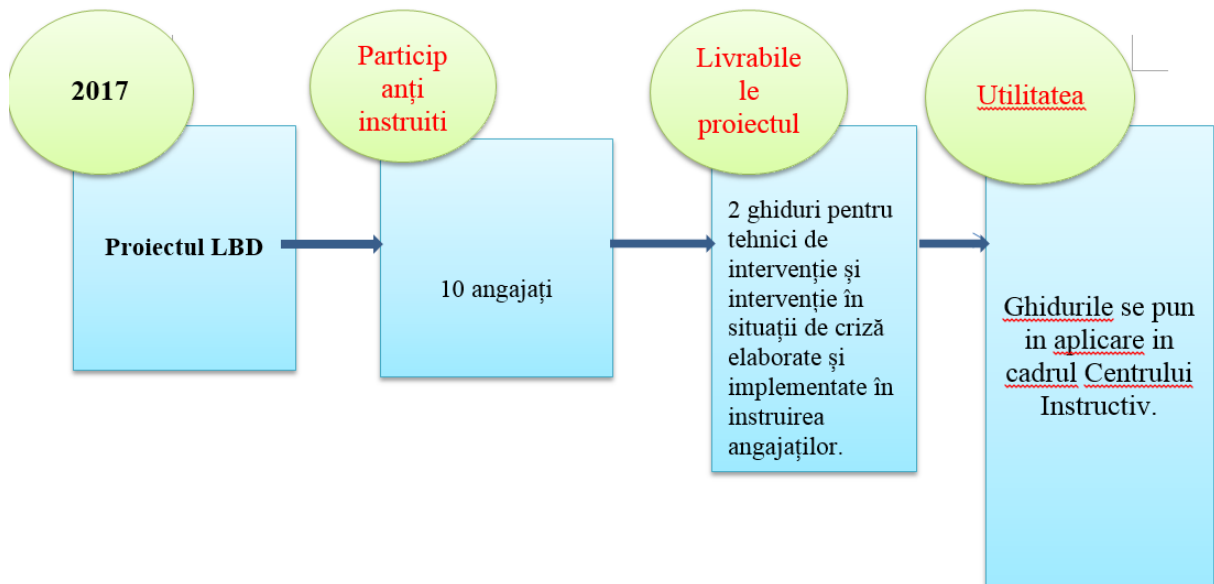 2017
Proiectul LBD
Particip
anți
instruiti
10 angajați
Livrabile
le
proiectul
2 ghiduri pentru
tehnici de
intervenție și
intervenție în
situații de criză
elaborate și
implementate în
instruirea
angajaților.
Utilitatea
Ghidurile se pun
in aplicare in
cadrul Centrului
Instructiv.